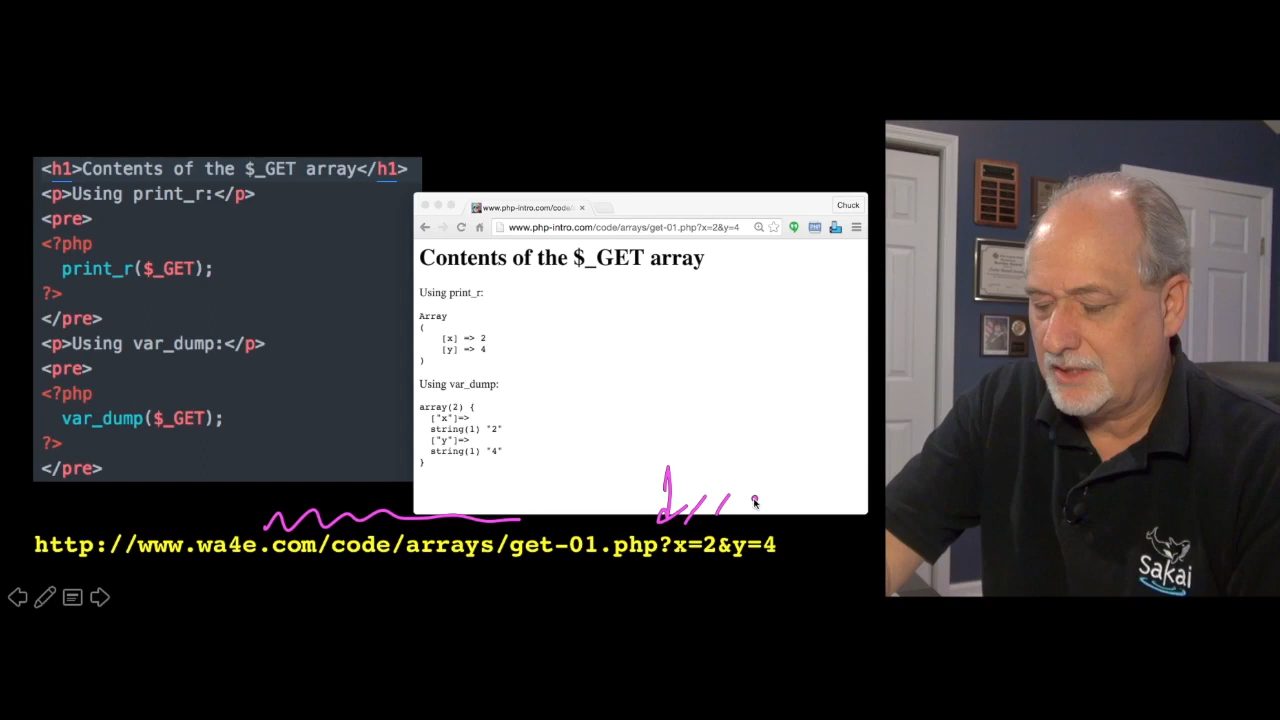 <h1>Contents of the $_GET array</h1>
<p>Using print_r:</p>
<pre>
<?php
print_r($_GET);
?>
</pre>
<p>Using var_dump:</p>
<pre>
<?php
var_dump($_GET);
?>
</pre>
www.php-intro.com/code/
Chuck
www.php-intro.com/code/arrays/get-01.php?x=2&y=4
Contents of the $_GET array
Using print_r:
Array
(
[x] => 2
[y] => 4
)
Using var_dump:
array(2) {
["x"]=>
string(1) "2"
["y"]=>
string(1) "4"
}
http://www.wa4e.com/code/arrays/get-01.php?x=2&y=4
Sakai